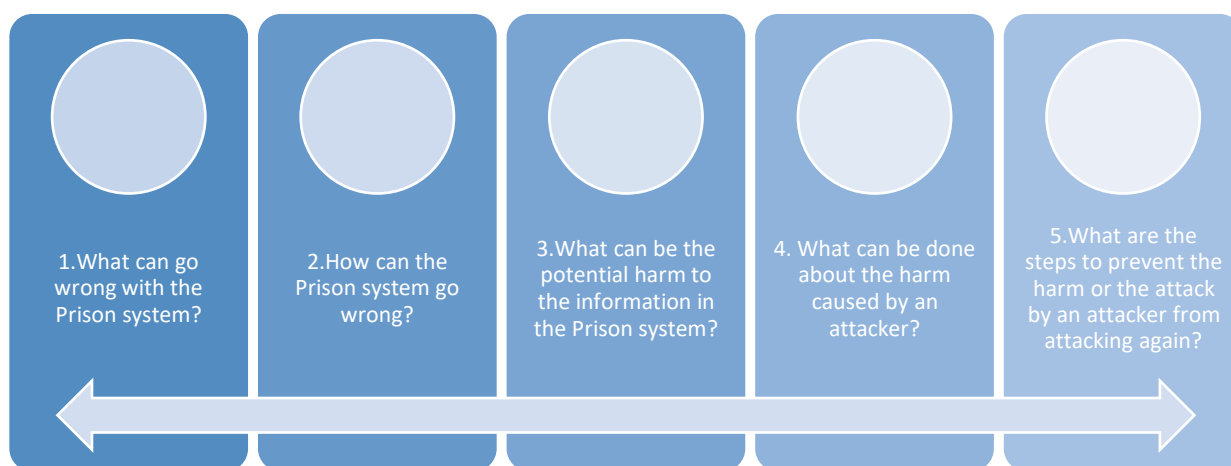 1.What can go
wrong with the
Prison system?
2.How can the
Prison system go
wrong?
3.What can be the
potential harm to
the information in
the Prison system?
4. What can be done
about the harm
caused by an
attacker?
5.What are the
steps to prevent the
harm or the attack
by an attacker from
attacking again?